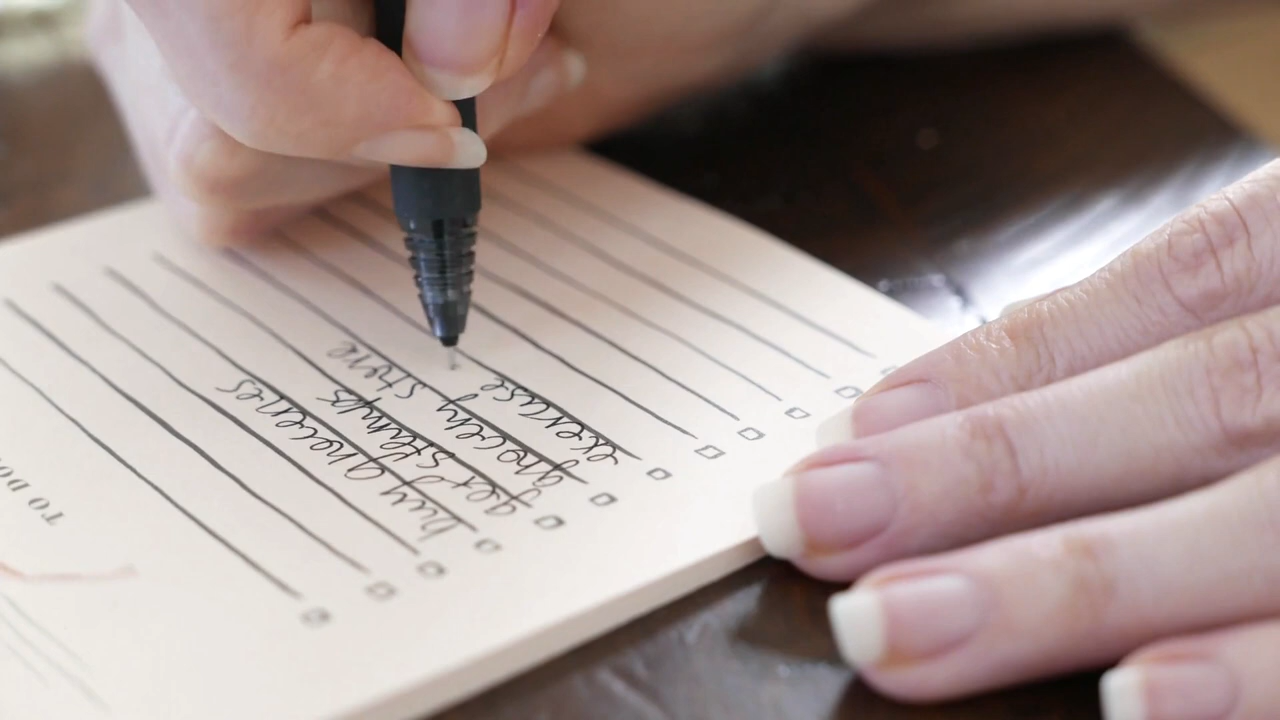 TO DO
buy groceries
get stamps
grocery store
exercise